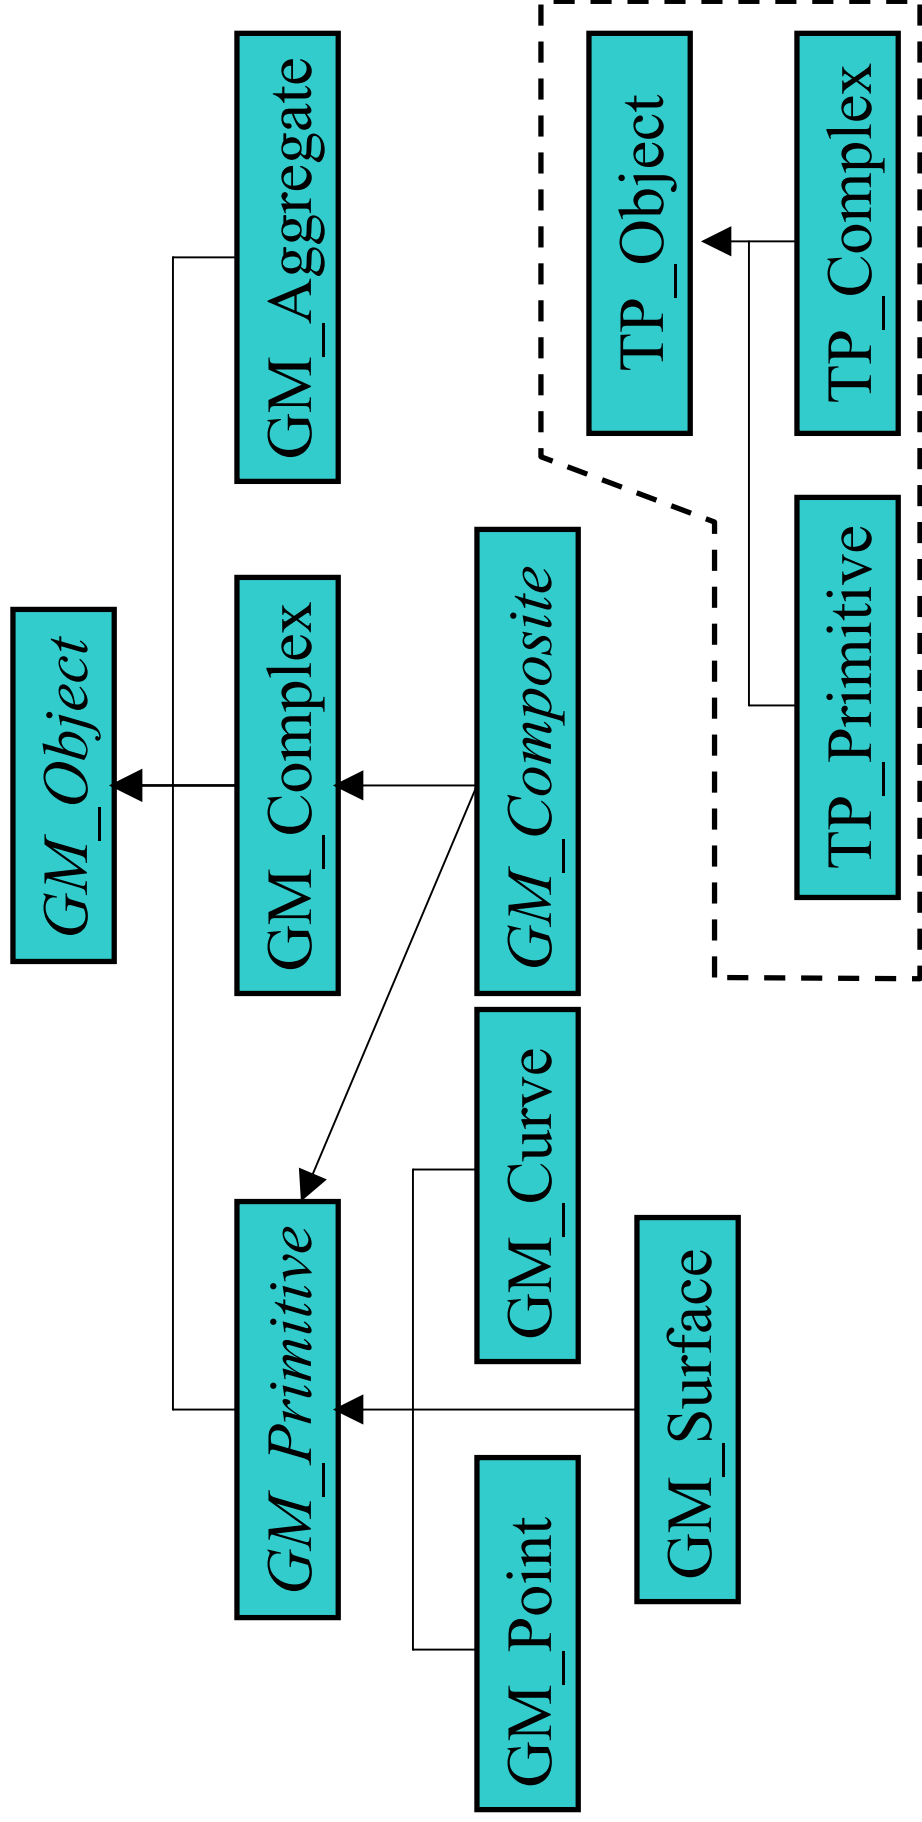 GM_Object
GM_Primitive
GM_Complex
GM_Aggregate
GM_Point
GM_Curve
GM_Composite
GM_Surface
TP_Object
TP_Primitive
TP_Complex